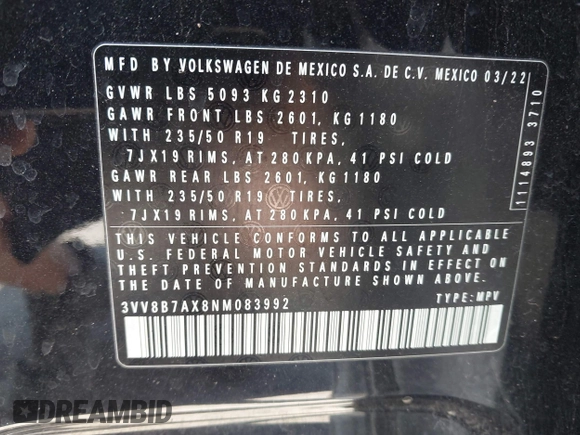 MFD BY VOLKSWAGEN DE MEXICO S.A. DE C.V. MEXICO 03/22
GVWR LBS 5093 KG 2310
GAWR FRONT LBS 2601, KG 1180
WITH 235/50 R19 TIRES,
7JX19 RIMS, AT 280 KPA, 41 PSI COLD
GAWR REAR LBS 2601, KG 1180
WITH 235/50 R19 TIRES,
7JX19 RIMS, AT 280 KPA, 41 PSI COLD
THIS VEHICLE CONFORMS TO ALL APPLICABLE
U.S. FEDERAL MOTOR VEHICLE SAFETY AND
THEFT PREVENTION STANDARDS IN EFFECT ON
THE DATE OF MANUFACTURE SHOWN ABOVE.
3VV8B7AX8NM083992 TYPE: MPV
1114893 3710
DREAMBID